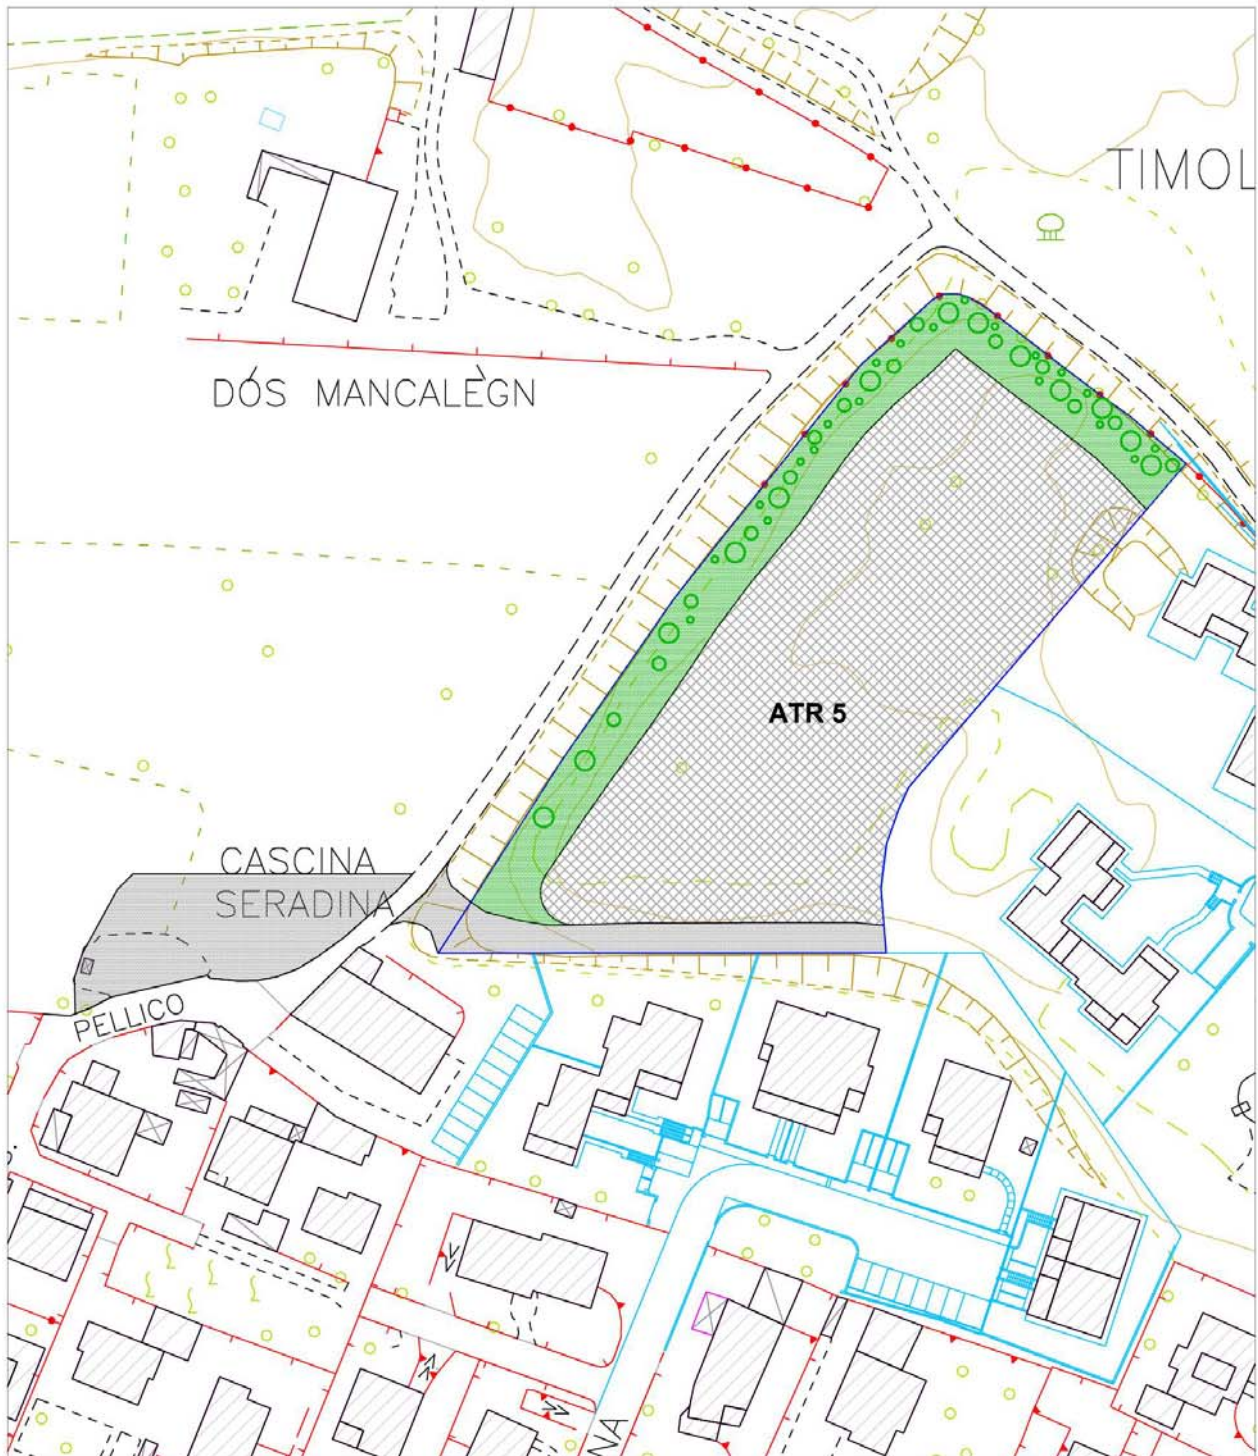 TIMOL
DÓS MANCALÈGN
ATR 5
CASCINA
SERADINA
PELLICO
NA